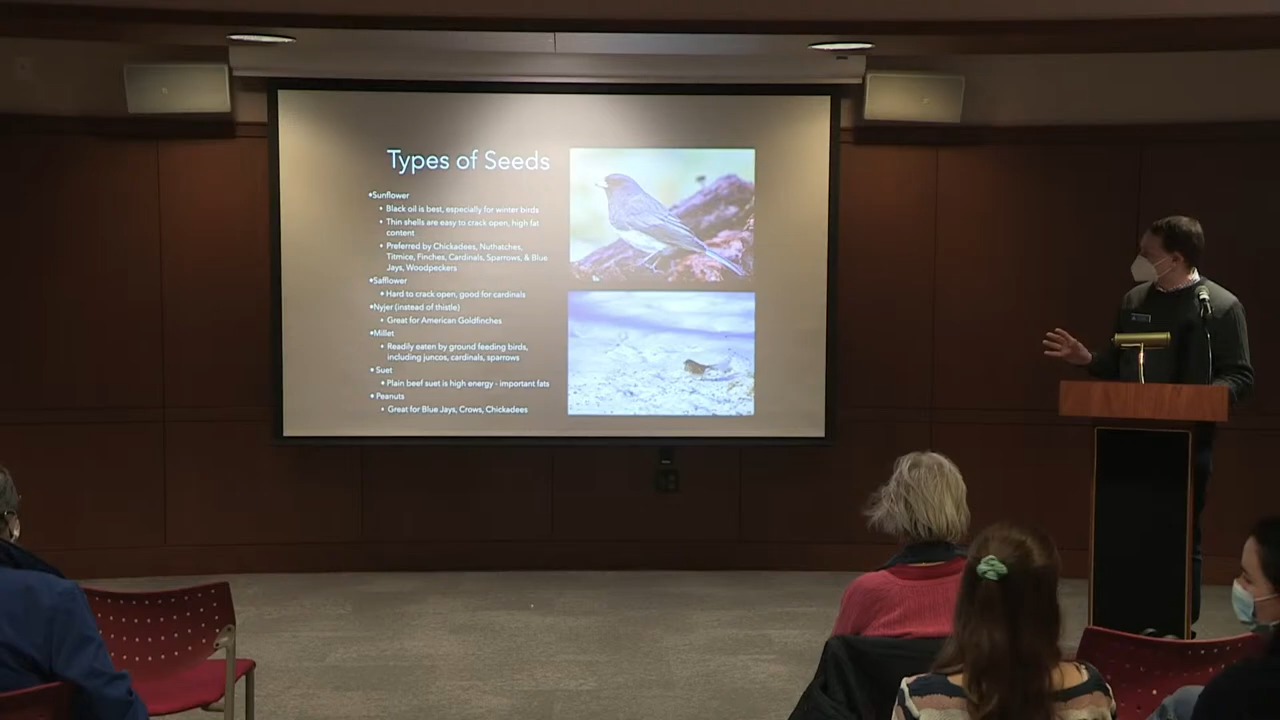 Types of Seeds
•Sunflower
• Black oil is best, especially for winter birds
• Thin shells are easy to crack open, high fat
content
• Preferred by Chickadees, Nuthatches,
Titmice, Finches, Cardinals, Sparrows, & Blue
Jays, Woodpeckers
•Safflower
• Hard to crack open, good for cardinals
•Nyjer (instead of thistle)
• Great for American Goldfinches
•Millet
• Readily eaten by ground feeding birds,
including juncos, cardinals, sparrows
• Suet
• Plain beef suet is high energy - important fats
• Peanuts
• Great for Blue Jays, Crows, Chickadees